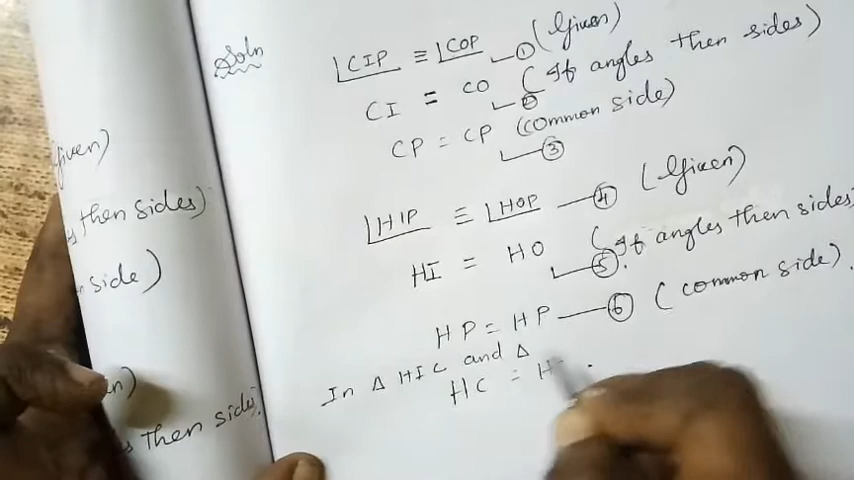 Soln
∠CIP ≡ ∠COP — ① (Given)
CI = CO — ② (If angles then sides)
CP = CP (common side) — ③
∠HIP ≡ ∠HOP — ④ (Given)
HI = HO — ⑤. (If angles then sides)
HP = HP — ⑥ (common side).
In Δ HIC and Δ
HC = H
Given)
then sides)
side)
then sides).